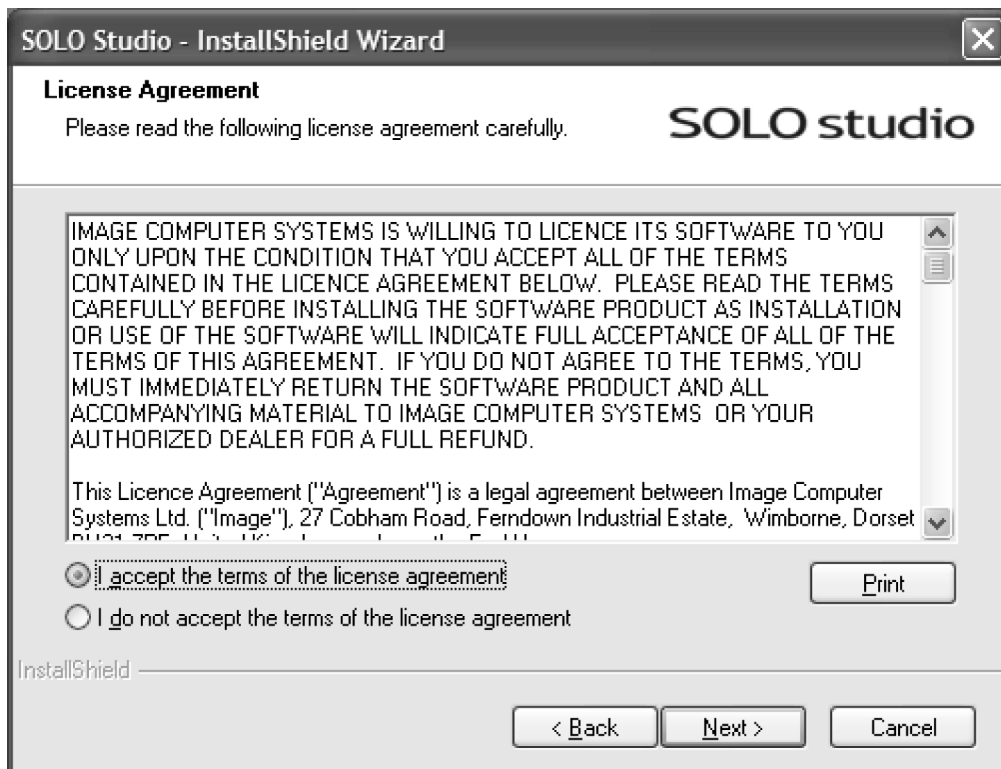 SOLO Studio - InstallShield Wizard
License Agreement
Please read the following license agreement carefully.
SOLO studio
IMAGE COMPUTER SYSTEMS IS WILLING TO LICENCE ITS SOFTWARE TO YOU
ONLY UPON THE CONDITION THAT YOU ACCEPT ALL OF THE TERMS
CONTAINED IN THE LICENCE AGREEMENT BELOW.  PLEASE READ THE TERMS
CAREFULLY BEFORE INSTALLING THE SOFTWARE PRODUCT AS INSTALLATION
OR USE OF THE SOFTWARE WILL INDICATE FULL ACCEPTANCE OF ALL OF THE
TERMS OF THIS AGREEMENT.  IF YOU DO NOT AGREE TO THE TERMS, YOU
MUST IMMEDIATELY RETURN THE SOFTWARE PRODUCT AND ALL
ACCOMPANYING MATERIAL TO IMAGE COMPUTER SYSTEMS  OR YOUR
AUTHORIZED DEALER FOR A FULL REFUND.
This Licence Agreement ("Agreement") is a legal agreement between Image Computer
Systems Ltd. ("Image"), 27 Cobham Road, Ferndown Industrial Estate,  Wimborne, Dorset
I accept the terms of the license agreement
Print
I do not accept the terms of the license agreement
InstallShield
< Back
Next >
Cancel